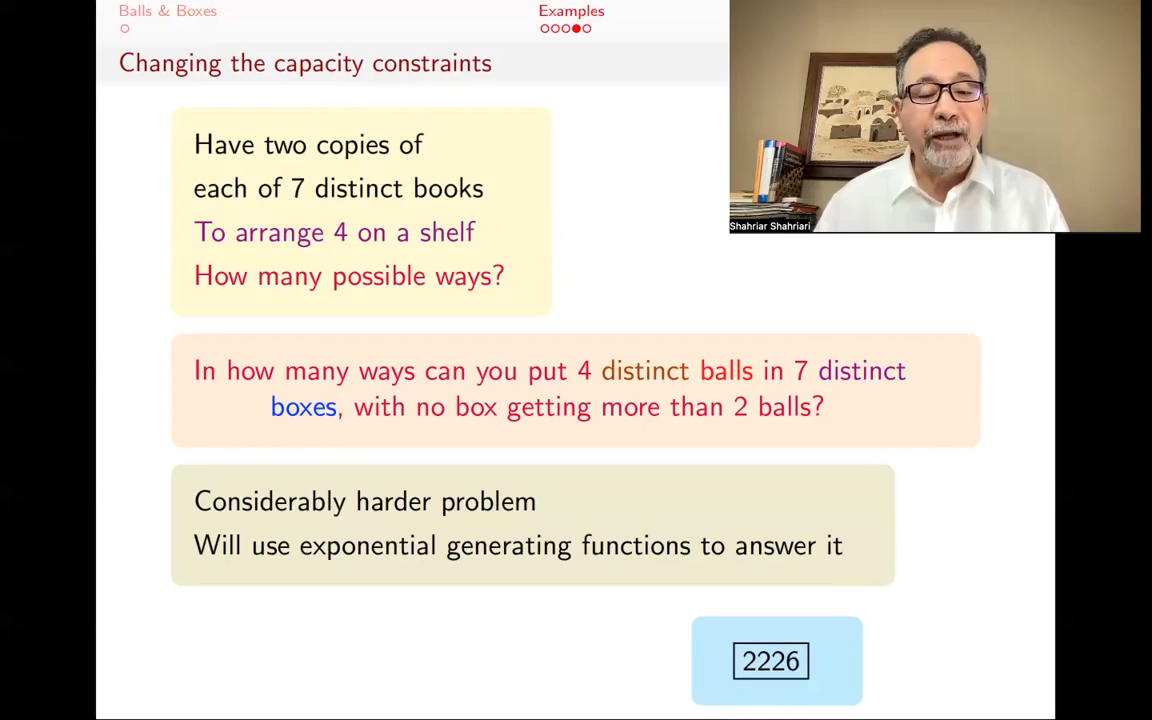 Balls & Boxes
Examples
Changing the capacity constraints
Have two copies of
each of 7 distinct books
To arrange 4 on a shelf
How many possible ways?
In how many ways can you put 4 distinct balls in 7 distinct
boxes, with no box getting more than 2 balls?
Considerably harder problem
Will use exponential generating functions to answer it
2226
Shahriar Shahriari